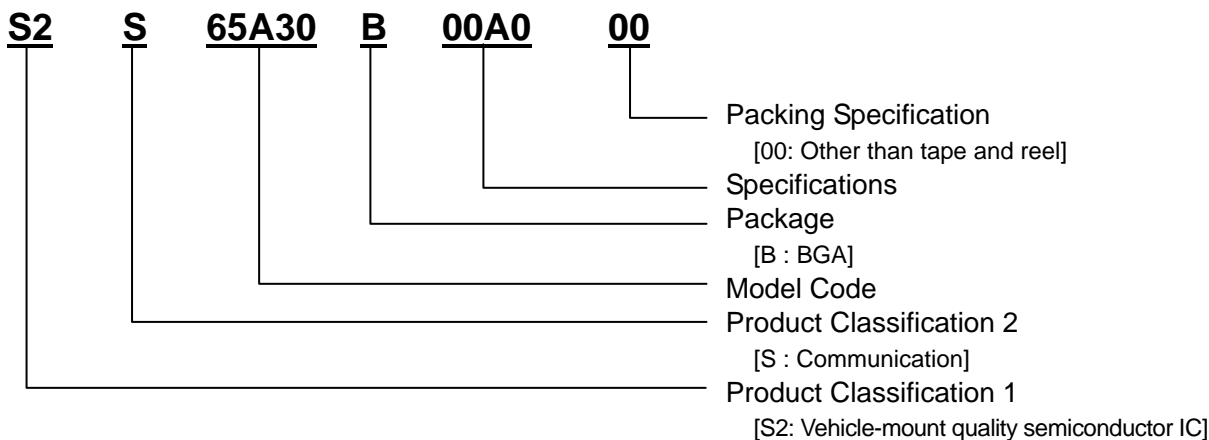 S2 S 65A30 B 00A0 00
Packing Specification
[00: Other than tape and reel]
Specifications
Package
[B : BGA]
Model Code
Product Classification 2
[S : Communication]
Product Classification 1
[S2: Vehicle-mount quality semiconductor IC]